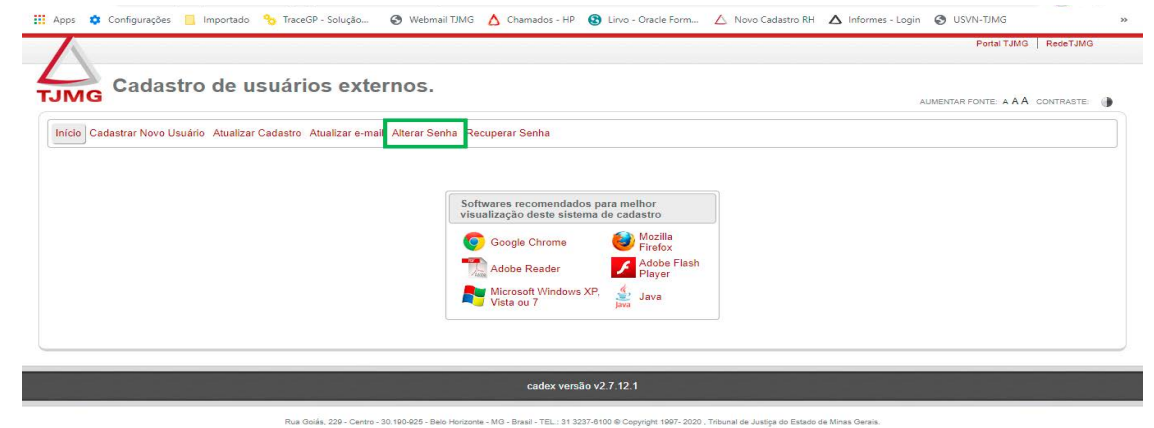 Apps Configurações Importado TraceGP - Solução... Webmail TJMG Chamados - HP Lirvo - Oracle Form... Novo Cadastro RH Informes - Login USVN-TJMG »
Portal TJMG | RedeTJMG
TJMG Cadastro de usuários externos.
AUMENTAR FONTE: A A A CONTRASTE:
Início Cadastrar Novo Usuário Atualizar Cadastro Atualizar e-mail Alterar Senha Recuperar Senha
Softwares recomendados para melhor
visualização deste sistema de cadastro
Google Chrome
Mozilla
Firefox
Adobe Reader
Adobe Flash
Player
Microsoft Windows XP,
Vista ou 7
Java
cadex versão v2.7.12.1
Rua Goiás, 229 - Centro - 30.190-925 - Belo Horizonte - MG - Brasil - TEL.: 31 3237-6100 © Copyright 1997- 2020 , Tribunal de Justiça do Estado de Minas Gerais.